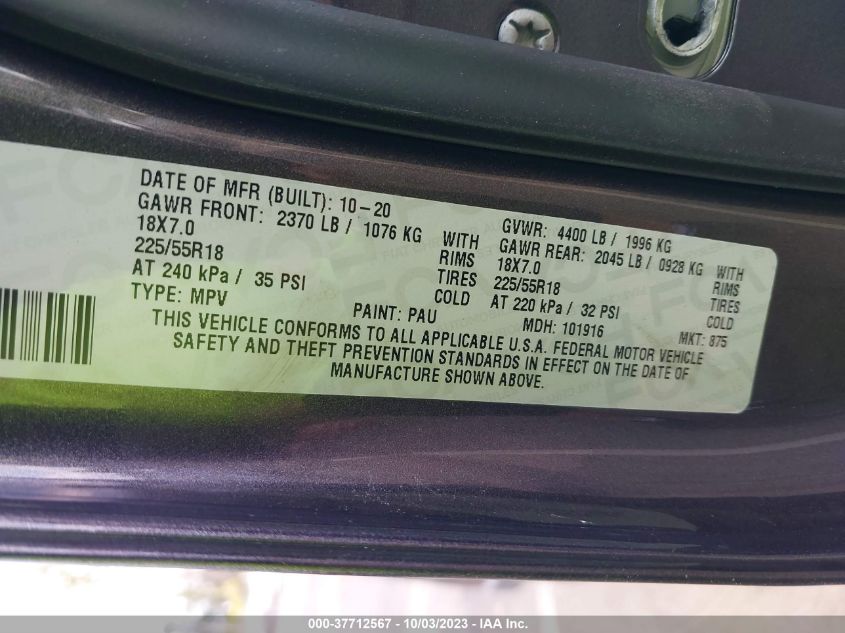 DATE OF MFR (BUILT): 10-20
GAWR FRONT: 2370 LB / 1076 KG WITH
18X7.0 RIMS
225/55R18 TIRES
AT 240 kPa / 35 PSI COLD
TYPE: MPV
GVWR: 4400 LB / 1996 KG
GAWR REAR: 2045 LB / 0928 KG WITH
18X7.0 RIMS
225/55R18 TIRES
AT 220 kPa / 32 PSI COLD
PAINT: PAU MDH: 101916 MKT: 875
THIS VEHICLE CONFORMS TO ALL APPLICABLE U.S.A. FEDERAL MOTOR VEHICLE
SAFETY AND THEFT PREVENTION STANDARDS IN EFFECT ON THE DATE OF
MANUFACTURE SHOWN ABOVE.
000-37712567 - 10/03/2023 - IAA Inc.